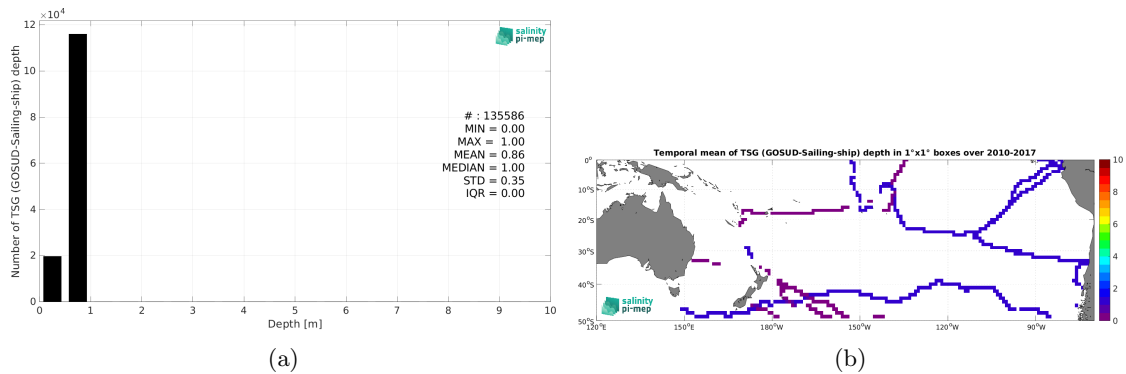 ×10⁴
12
10
8
6
4
2
0
0 1 2 3 4 5 6 7 8 9 10
Number of TSG (GOSUD-Sailing-ship) depth
Depth [m]
salinity
pi-mep
# : 135586
MIN = 0.00
MAX = 1.00
MEAN = 0.86
MEDIAN = 1.00
STD = 0.35
IQR = 0.00
(a)
Temporal mean of TSG (GOSUD-Sailing-ship) depth in 1°x1° boxes over 2010-2017
0°
10°S
20°S
30°S
40°S
50°S
120°E 150°E 180°W 150°W 120°W 90°W
salinity
pi-mep
10
8
6
4
2
0
(b)